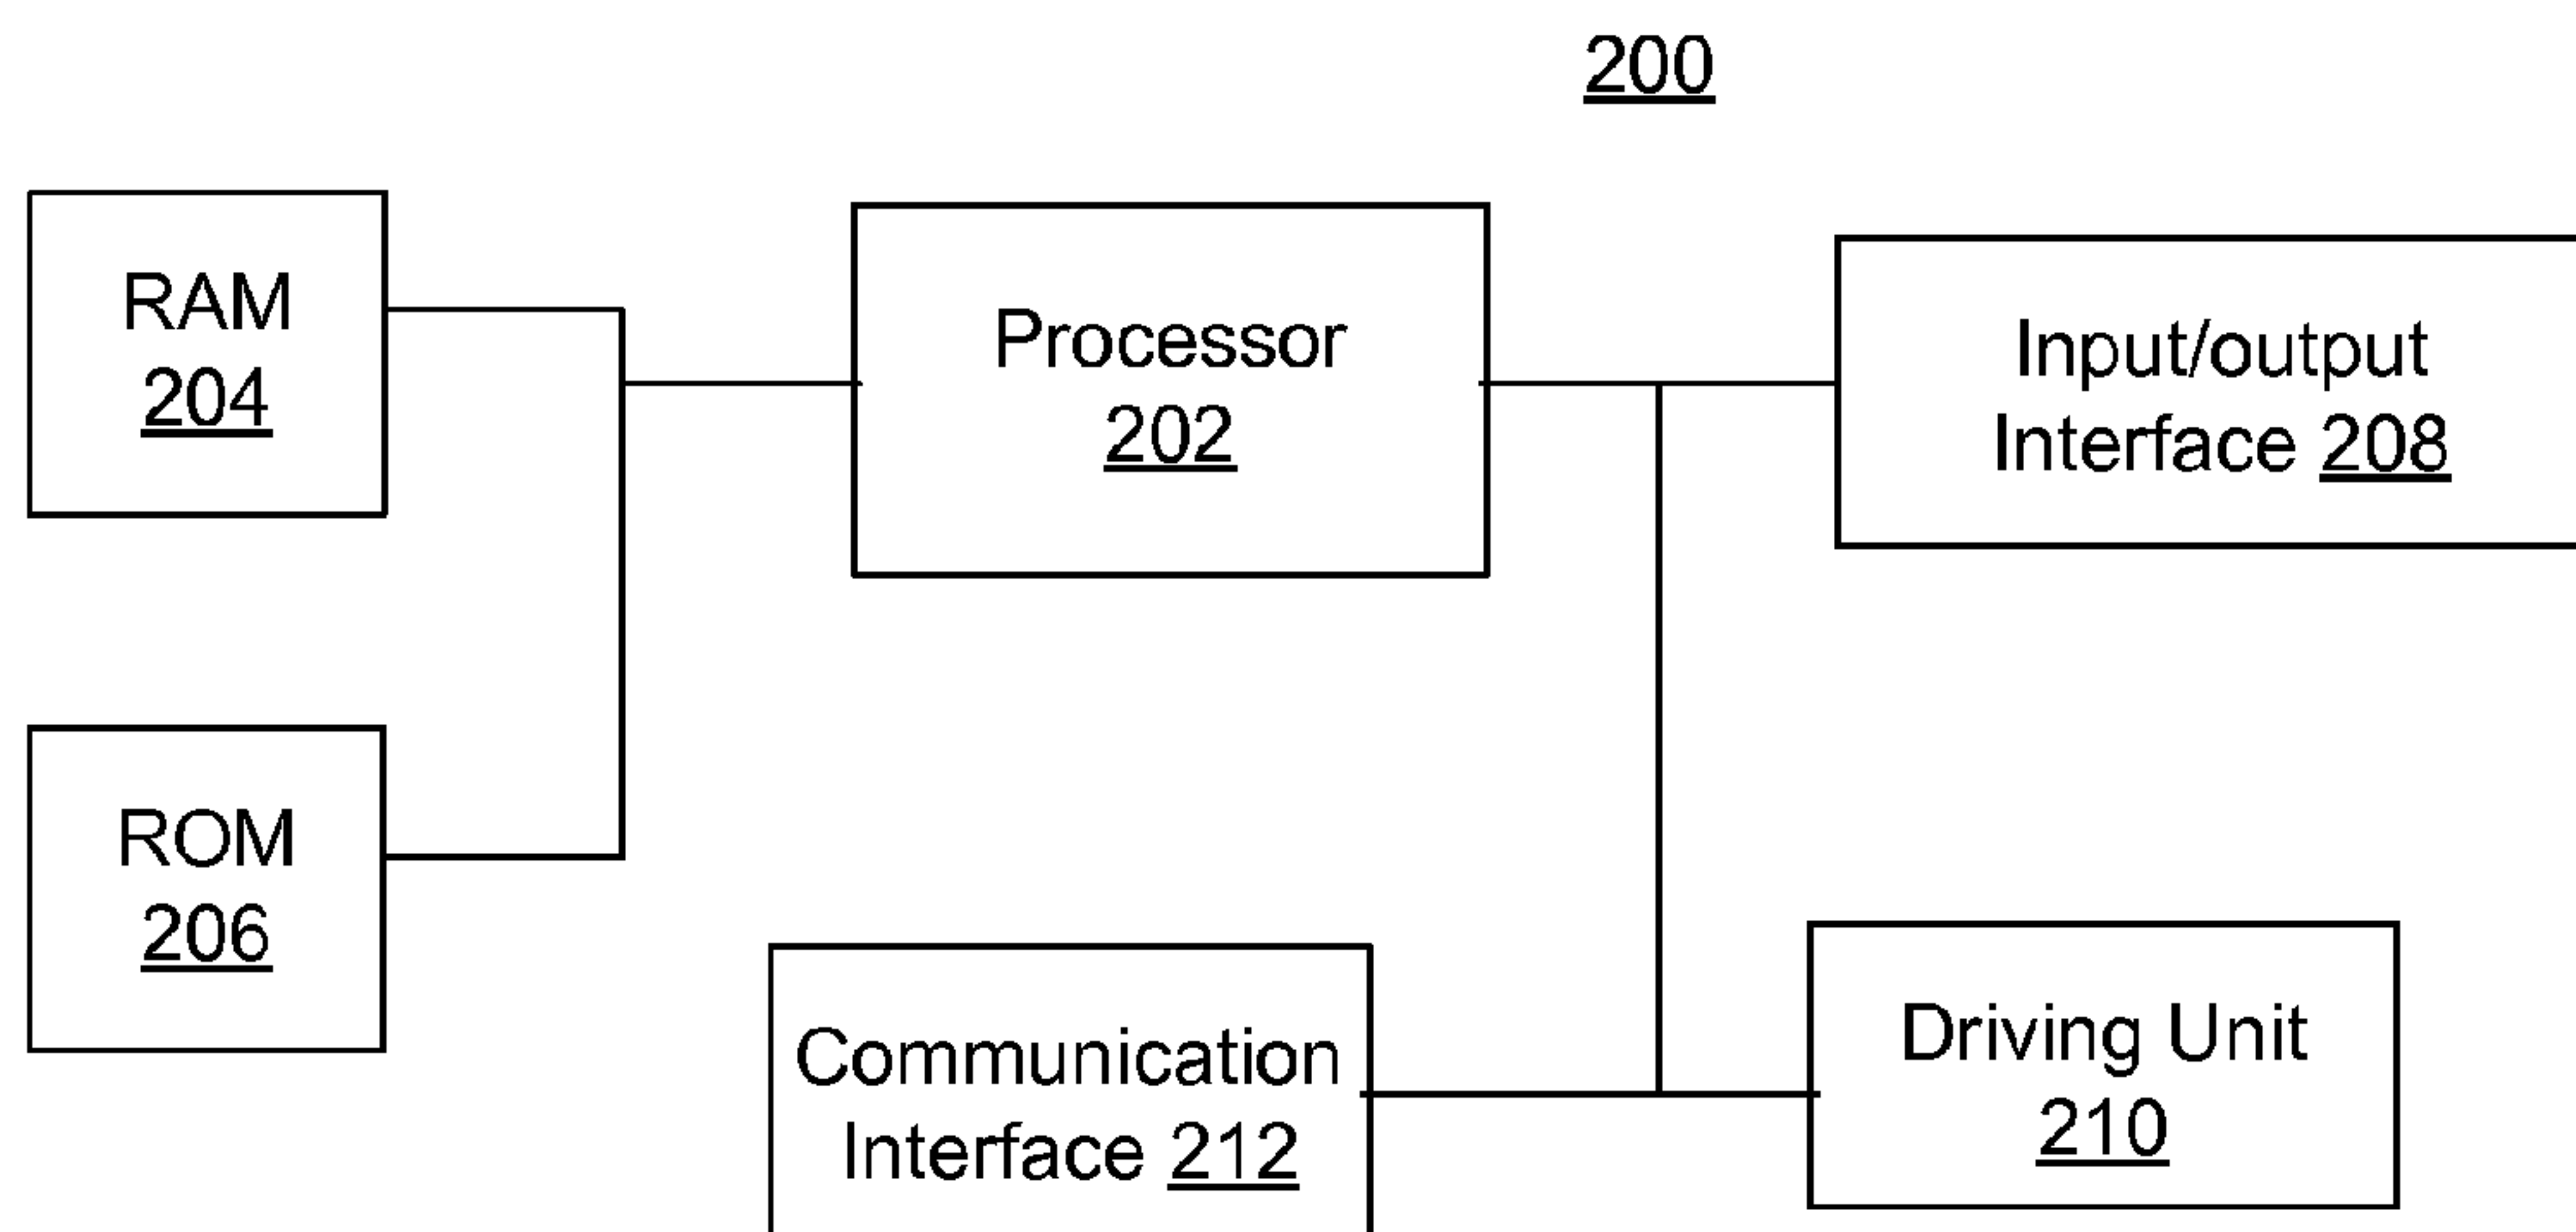 200
RAM
204
Processor
202
Input/output
Interface 208
ROM
206
Communication
Interface 212
Driving Unit
210